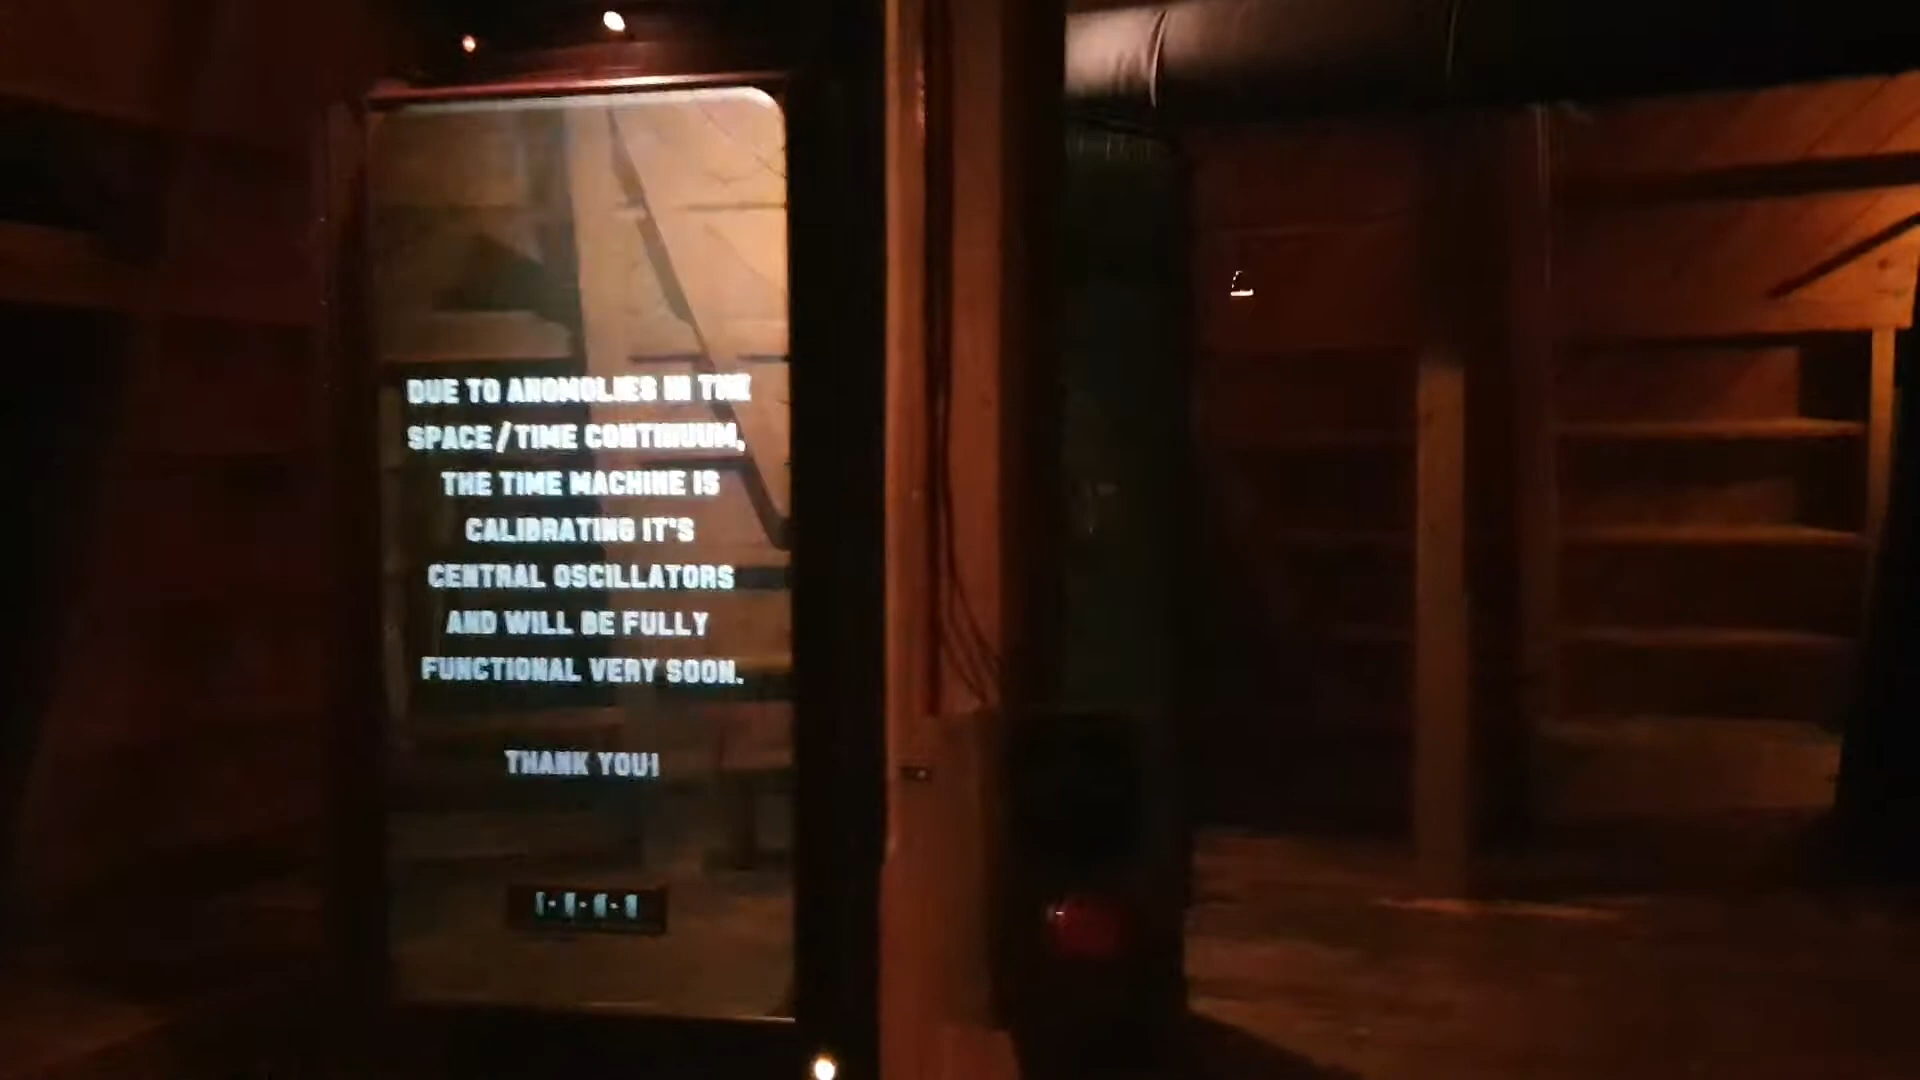 DUE TO ANOMOLIES IN THE
SPACE/TIME CONTINUUM,
THE TIME MACHINE IS
CALIBRATING IT'S
CENTRAL OSCILLATORS
AND WILL BE FULLY
FUNCTIONAL VERY SOON.
THANK YOU!